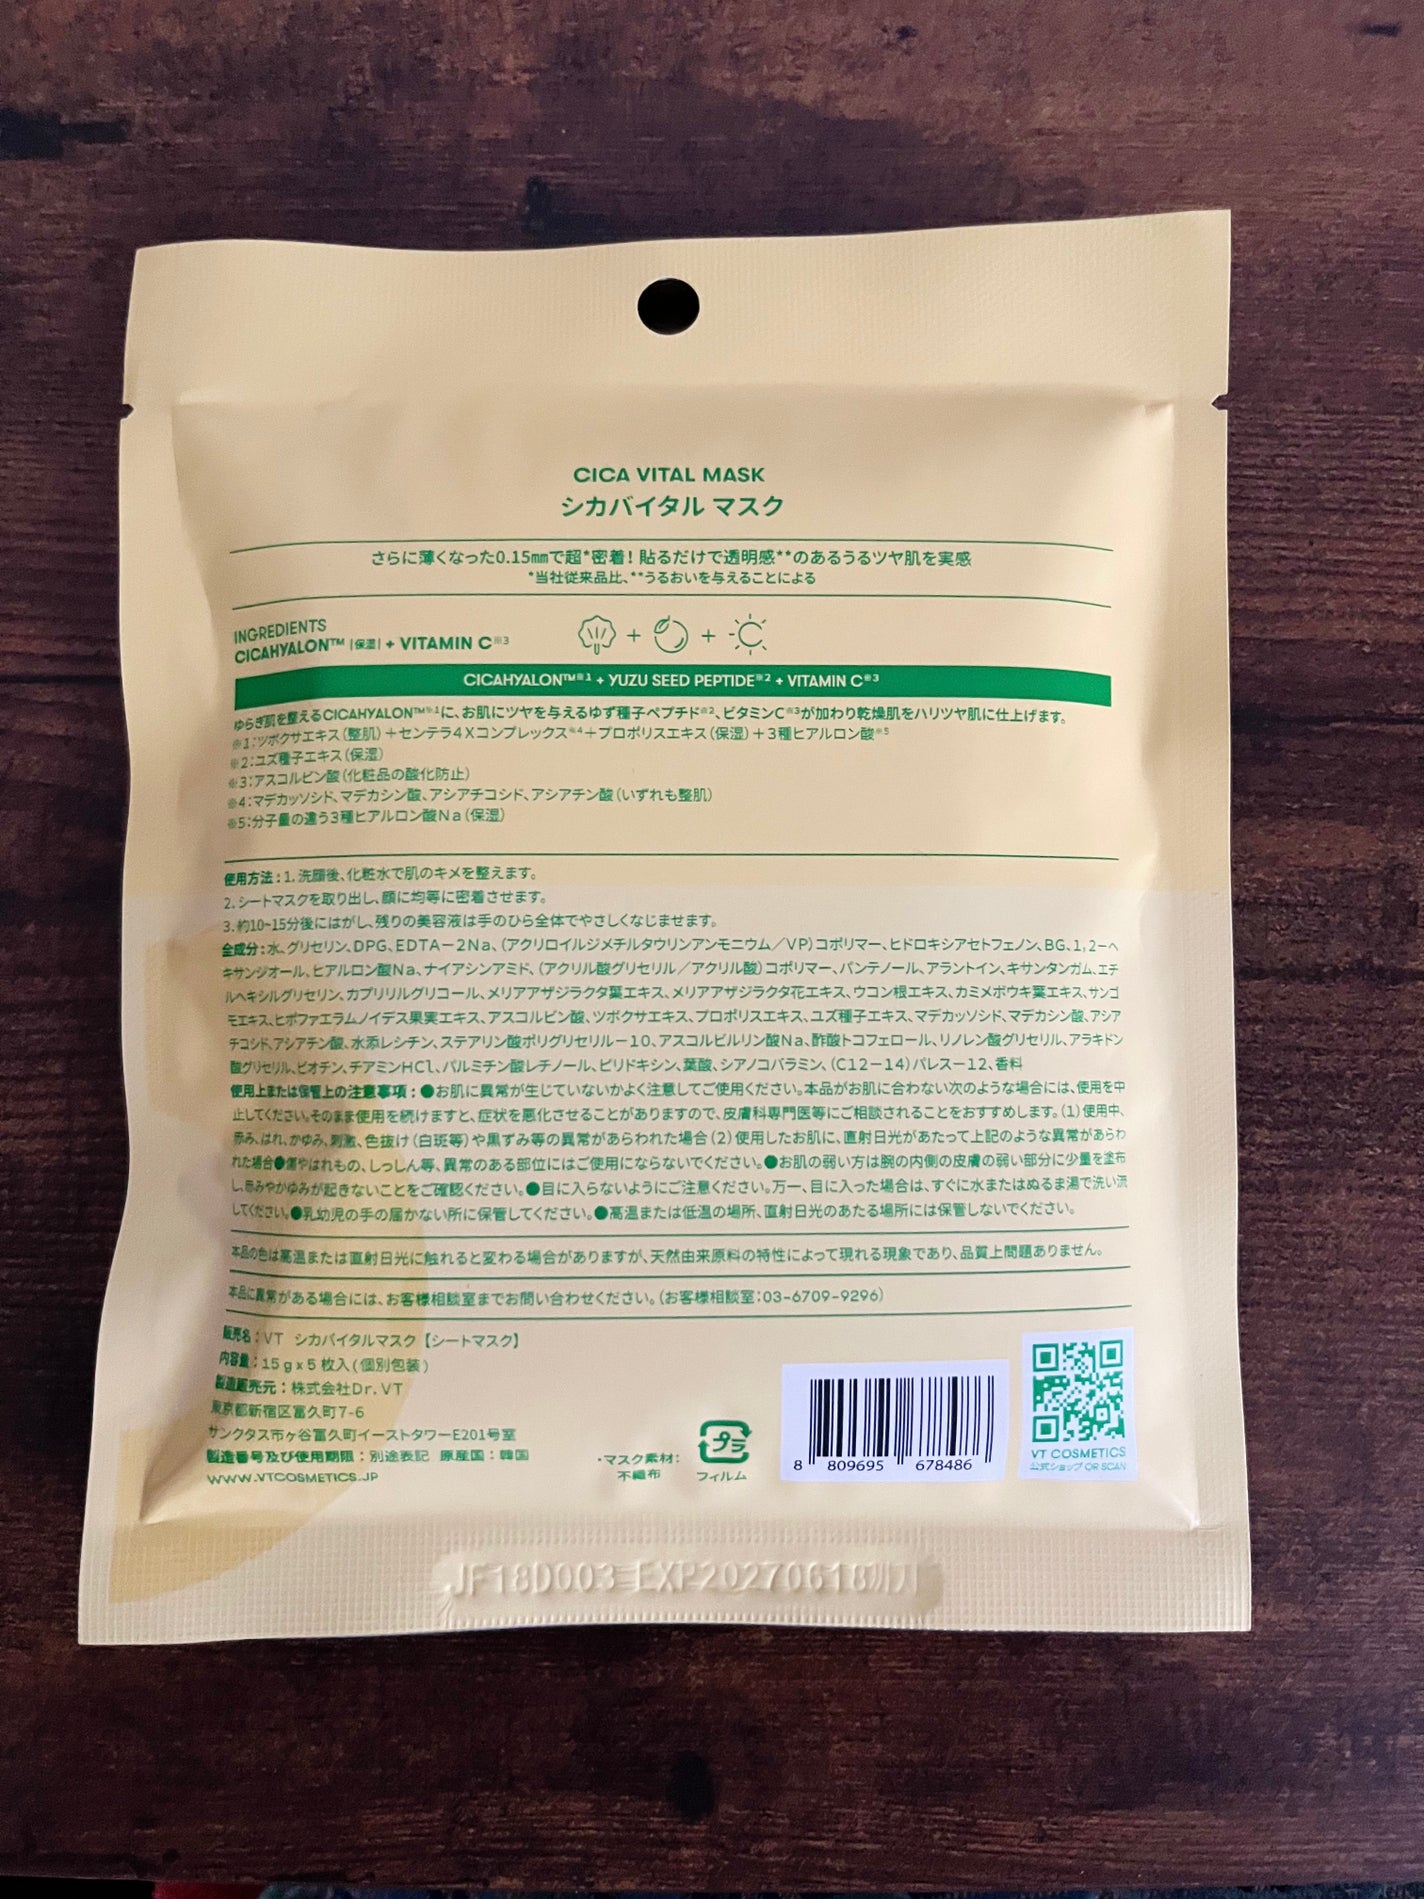 CICA VITAL MASK
シカバイタル マスク
さらに薄くなった0.15㎜で超*密着!貼るだけで透明感**のあるうるツヤ肌を実感
*当社従来品比、**うるおいを与えることによる
INGREDIENTS
CICAHYALON™ |保湿| + VITAMIN C※3
CICAHYALON™※1 + YUZU SEED PEPTIDE※2 + VITAMIN C※3
ゆらぎ肌を整えるCICAHYALON™※1に、お肌にツヤを与えるゆず種子ペプチド※2、ビタミンC※3が加わり乾燥肌をハリツヤ肌に仕上げます。
※1:ツボクサエキス(整肌)+センテラ4Xコンプレックス※4+プロポリスエキス(保湿)+3種ヒアルロン酸※5
※2:ユズ種子エキス(保湿)
※3:アスコルビン酸(化粧品の酸化防止)
※4:マデカッソシド、マデカシン酸、アシアチコシド、アシアチン酸(いずれも整肌)
※5:分子量の違う3種ヒアルロン酸Na(保湿)
使用方法:1.洗顔後、化粧水で肌のキメを整えます。
2.シートマスクを取り出し、顔に均等に密着させます。
3.約10~15分後にはがし、残りの美容液は手のひら全体でやさしくなじませます。
全成分:水、グリセリン、DPG、EDTA-2Na、(アクリロイルジメチルタウリンアンモニウム/VP)コポリマー、ヒドロキシアセトフェノン、BG、1,2-ヘ
キサンジオール、ヒアルロン酸Na、ナイアシンアミド、(アクリル酸グリセリル/アクリル酸)コポリマー、パンテノール、アラントイン、キサンタンガム、エチ
ルヘキシルグリセリン、カプリリルグリコール、メリアアザジラクタ葉エキス、メリアアザジラクタ花エキス、ウコン根エキス、カミメボウキ葉エキス、サンゴ
モエキス、ヒポファエラムノイデス果実エキス、アスコルビン酸、ツボクサエキス、プロポリスエキス、ユズ種子エキス、マデカッソシド、マデカシン酸、アシア
チコシド、アシアチン酸、水添レシチン、ステアリン酸ポリグリセリル-10、アスコルビルリン酸Na、酢酸トコフェロール、リノレン酸グリセリル、アラキドン
酸グリセリル、ビオチン、チアミンHCl、パルミチン酸レチノール、ピリドキシン、葉酸、シアノコバラミン、(C12-14)パレス-12、香料
使用上または保管上の注意事項:●お肌に異常が生じていないかよく注意してご使用ください。本品がお肌に合わない次のような場合には、使用を中
止してください。そのまま使用を続けますと、症状を悪化させることがありますので、皮膚科専門医等にご相談されることをおすすめします。(1)使用中、
赤み、はれ、かゆみ、刺激、色抜け(白斑等)や黒ずみ等の異常があらわれた場合(2)使用したお肌に、直射日光があたって上記のような異常があらわ
れた場合●傷やはれもの、しっしん等、異常のある部位にはご使用にならないでください。●お肌の弱い方は腕の内側の皮膚の弱い部分に少量を塗布
し、赤みやかゆみが起きないことをご確認ください。●目に入らないようにご注意ください。万一、目に入った場合は、すぐに水またはぬるま湯で洗い流
してください。●乳幼児の手の届かない所に保管してください。●高温または低温の場所、直射日光のあたる場所には保管しないでください。
本品の色は高温または直射日光に触れると変わる場合がありますが、天然由来原料の特性によって現れる現象であり、品質上問題ありません。
本品に異常がある場合には、お客様相談室までお問い合わせください。(お客様相談室:03-6709-9296)
販売名:VT シカバイタルマスク【シートマスク】
内容量:15gx5枚入(個別包装)
製造販売元:株式会社Dr.VT
東京都新宿区富久町7-6
サンクタス市ヶ谷富久町イーストタワーE201号室
製造番号及び使用期限:別途表記 原産国:韓国
WWW.VTCOSMETICS.JP
・マスク素材:
不織布
プラ
フィルム
8 809695 678486
VT COSMETICS
公式ショップ QR SCAN
JF18D003 EXP20270618